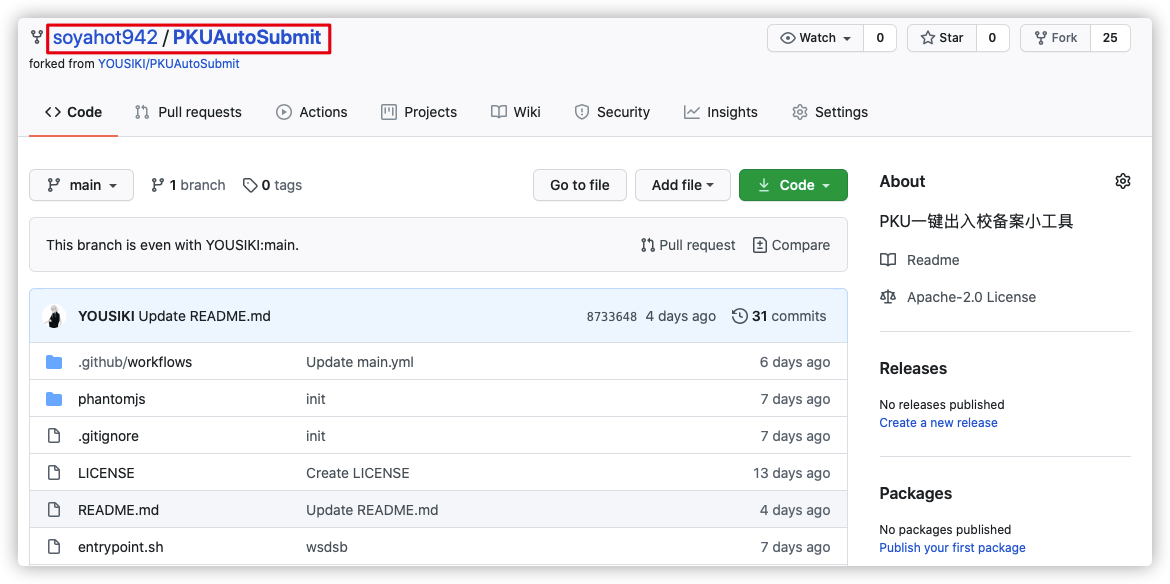 soyahot942 / PKUAutoSubmit
Watch 0 Star 0 Fork 25
forked from YOUSIKI/PKUAutoSubmit
Code Pull requests Actions Projects Wiki Security Insights Settings
main 1 branch 0 tags Go to file Add file Code
This branch is even with YOUSIKI:main. Pull request Compare
YOUSIKI Update README.md 8733648 4 days ago 31 commits
.github/workflows Update main.yml 6 days ago
phantomjs init 7 days ago
.gitignore init 7 days ago
LICENSE Create LICENSE 13 days ago
README.md Update README.md 4 days ago
entrypoint.sh wsdsb 7 days ago
About
PKU一键出入校备案小工具
Readme
Apache-2.0 License
Releases
No releases published
Create a new release
Packages
No packages published
Publish your first package